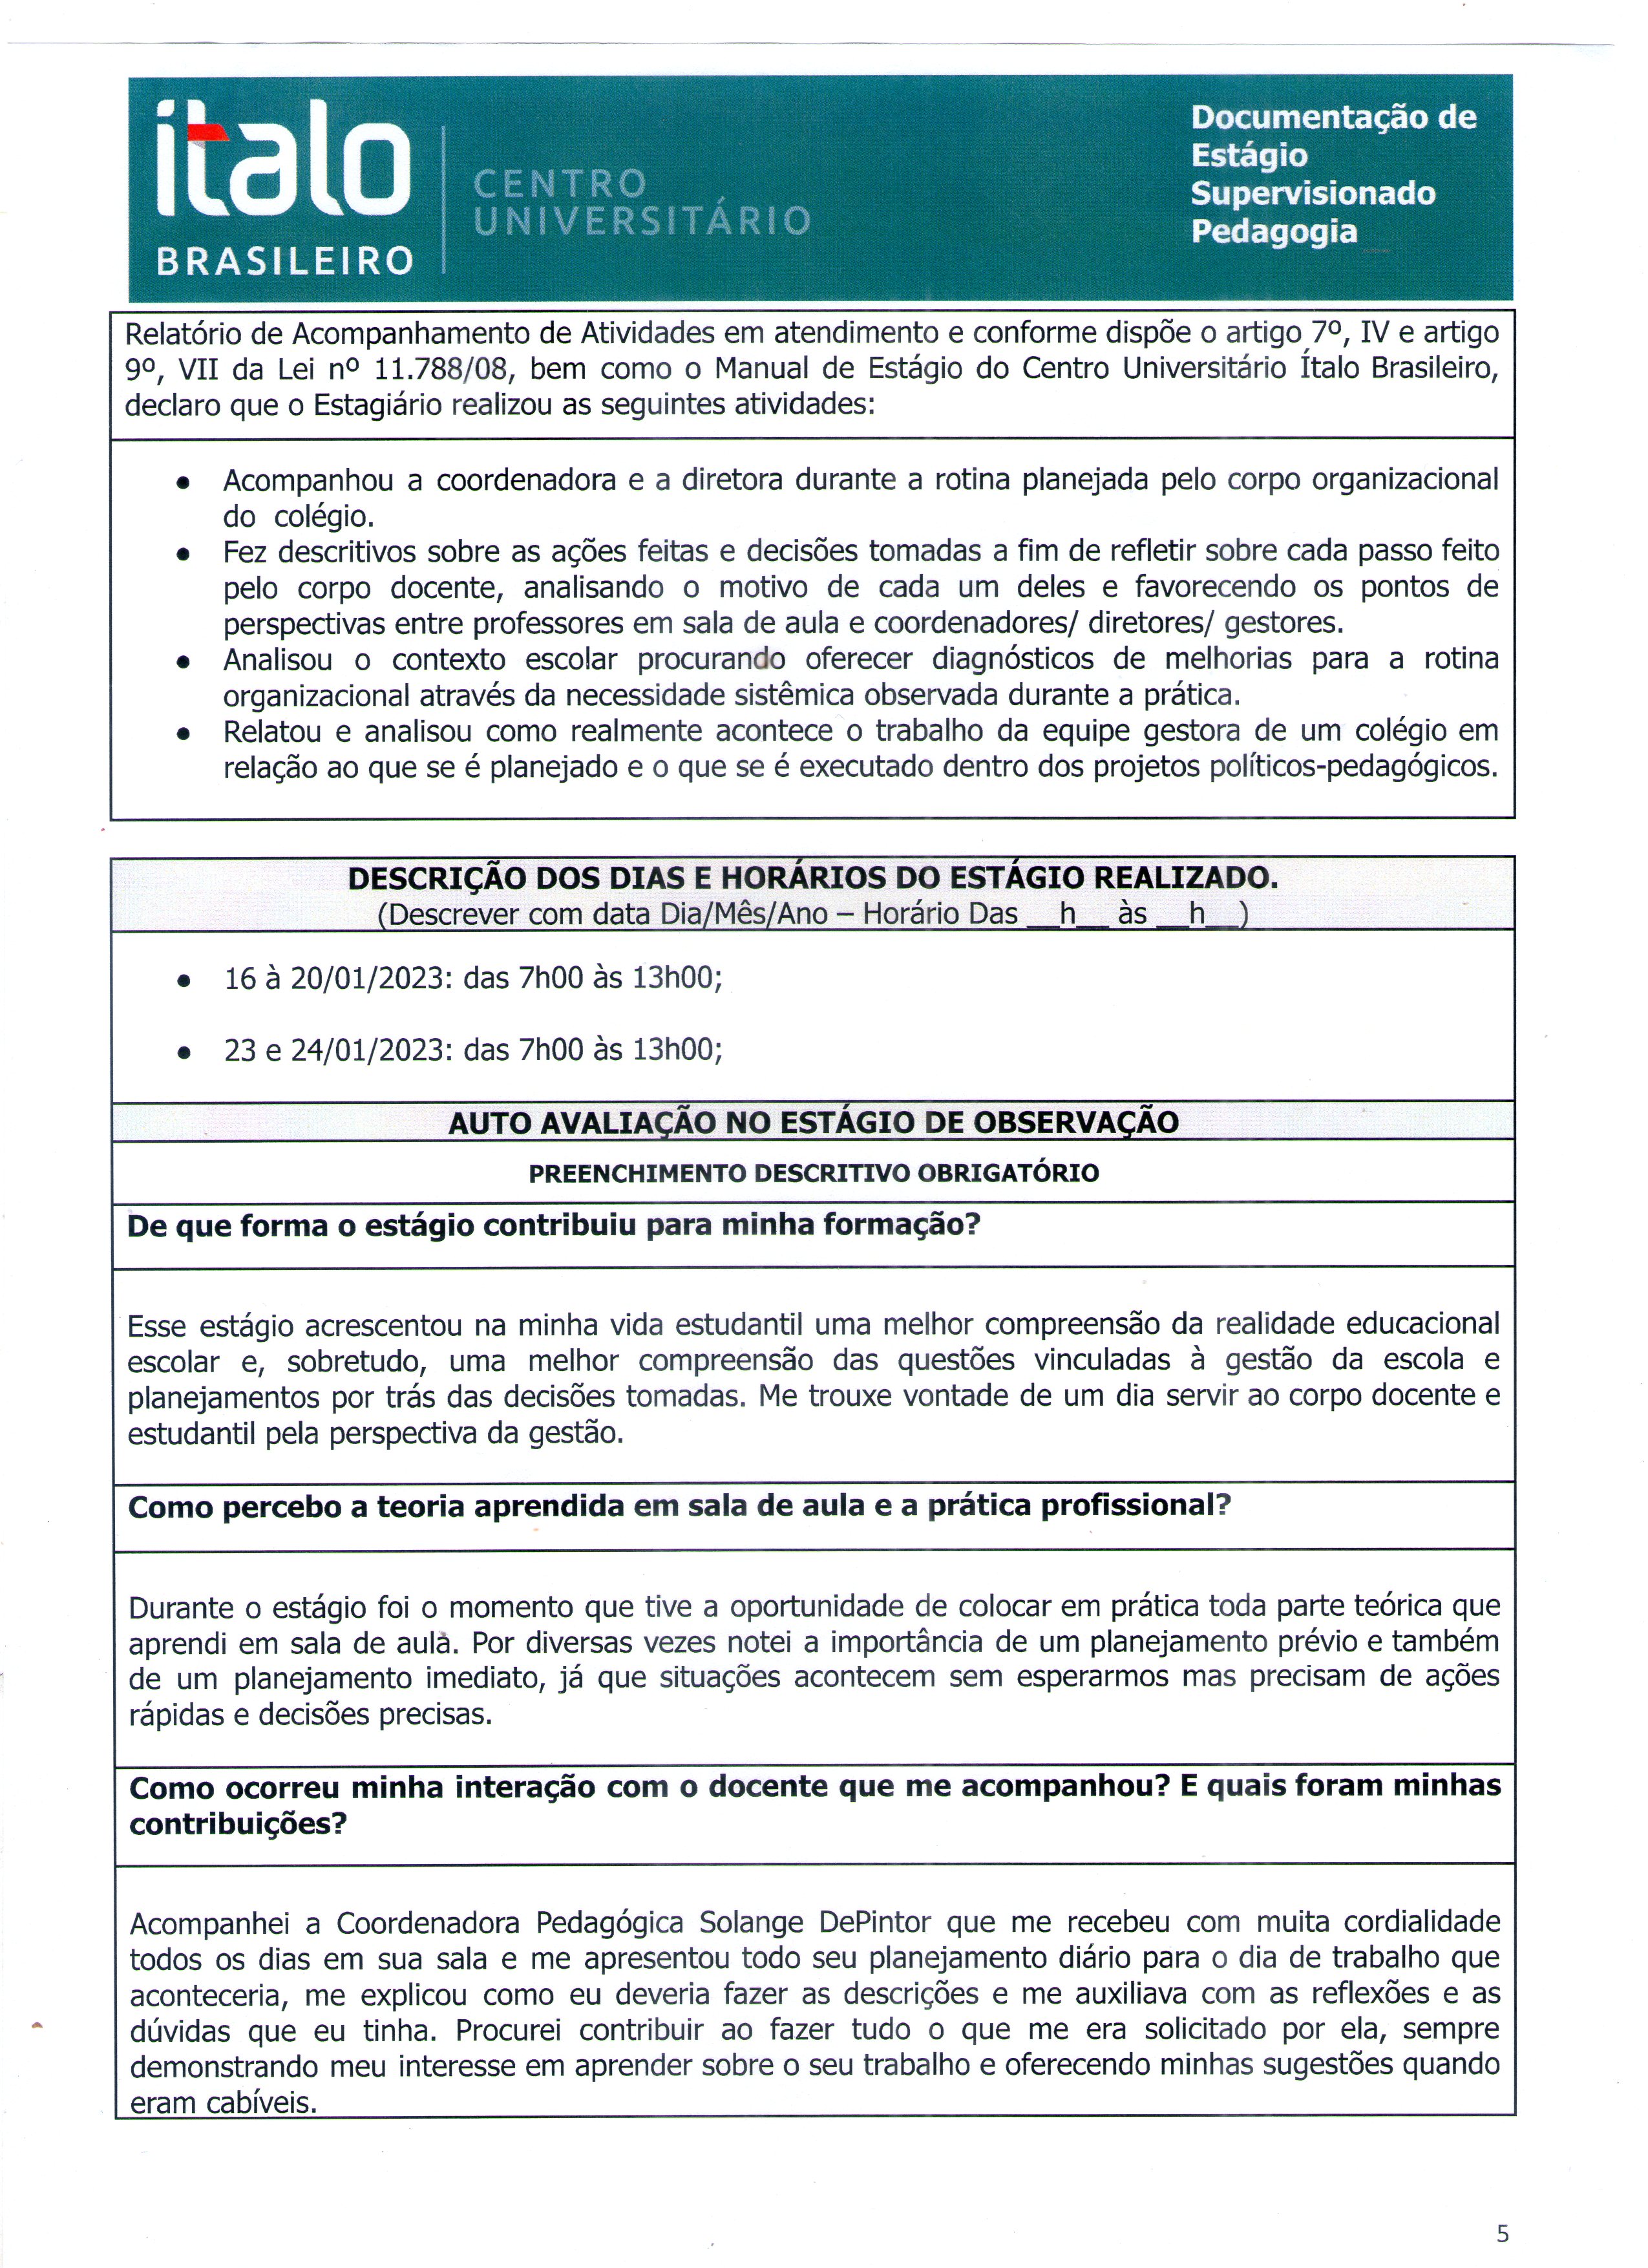 ítalo
BRASILEIRO
CENTRO
UNIVERSITÁRIO
Documentação de
Estágio
Supervisionado
Pedagogia
Relatório de Acompanhamento de Atividades em atendimento e conforme dispõe o artigo 7º, IV e artigo
9º, VII da Lei nº 11.788/08, bem como o Manual de Estágio do Centro Universitário Ítalo Brasileiro,
declaro que o Estagiário realizou as seguintes atividades:
• Acompanhou a coordenadora e a diretora durante a rotina planejada pelo corpo organizacional
do colégio.
• Fez descritivos sobre as ações feitas e decisões tomadas a fim de refletir sobre cada passo feito
pelo corpo docente, analisando o motivo de cada um deles e favorecendo os pontos de
perspectivas entre professores em sala de aula e coordenadores/ diretores/ gestores.
• Analisou o contexto escolar procurando oferecer diagnósticos de melhorias para a rotina
organizacional através da necessidade sistêmica observada durante a prática.
• Relatou e analisou como realmente acontece o trabalho da equipe gestora de um colégio em
relação ao que se é planejado e o que se é executado dentro dos projetos políticos-pedagógicos.
DESCRIÇÃO DOS DIAS E HORÁRIOS DO ESTÁGIO REALIZADO.
(Descrever com data Dia/Mês/Ano – Horário Das __h__ às __h__)
• 16 à 20/01/2023: das 7h00 às 13h00;
• 23 e 24/01/2023: das 7h00 às 13h00;
AUTO AVALIAÇÃO NO ESTÁGIO DE OBSERVAÇÃO
PREENCHIMENTO DESCRITIVO OBRIGATÓRIO
De que forma o estágio contribuiu para minha formação?
Esse estágio acrescentou na minha vida estudantil uma melhor compreensão da realidade educacional
escolar e, sobretudo, uma melhor compreensão das questões vinculadas à gestão da escola e
planejamentos por trás das decisões tomadas. Me trouxe vontade de um dia servir ao corpo docente e
estudantil pela perspectiva da gestão.
Como percebo a teoria aprendida em sala de aula e a prática profissional?
Durante o estágio foi o momento que tive a oportunidade de colocar em prática toda parte teórica que
aprendi em sala de aula. Por diversas vezes notei a importância de um planejamento prévio e também
de um planejamento imediato, já que situações acontecem sem esperarmos mas precisam de ações
rápidas e decisões precisas.
Como ocorreu minha interação com o docente que me acompanhou? E quais foram minhas
contribuições?
Acompanhei a Coordenadora Pedagógica Solange DePintor que me recebeu com muita cordialidade
todos os dias em sua sala e me apresentou todo seu planejamento diário para o dia de trabalho que
aconteceria, me explicou como eu deveria fazer as descrições e me auxiliava com as reflexões e as
dúvidas que eu tinha. Procurei contribuir ao fazer tudo o que me era solicitado por ela, sempre
demonstrando meu interesse em aprender sobre o seu trabalho e oferecendo minhas sugestões quando
eram cabíveis.
5